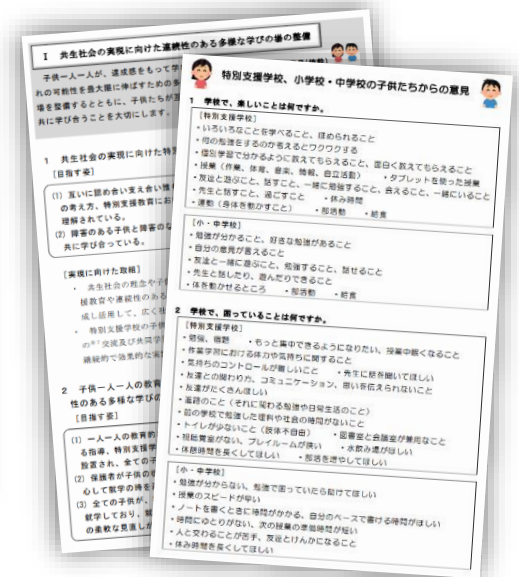 Ⅰ 共生社会の実現に向けた連続性のある多様な学びの場の整備
子供一人一人が、達成感をもって学
れの可能性を最大限に伸ばすための多
場を整備するとともに、子供たちが互
共に学び合うことを大切にします。
1 共生社会の実現に向けた特別
[目指す姿]
(1) 互いに認め合い支え合い
の考え方、特別支援教育にお
理解されている。
(2) 障害のある子供と障害のな
共に学び合っている。
[実現に向けた取組]
・ 共生社会の理念や子
援教育や連続性のある
成し活用して、広く社
・ 特別支援学校の子供
の 交流及び共同学
継続的で効果的な実
2 子供一人一人の教育
性のある多様な学びの
[目指す姿]
(1) 一人一人の教育的
る指導、特別支援学
設置され、全ての子
(2) 保護者が子供の
心して就学の時を
(3) 全ての子供が、
就学しており、
の柔軟な見直しが
特別支援学校、小学校・中学校の子供たちからの意見
1 学校で、楽しいことは何ですか。
[特別支援学校]
・いろいろなことを学べること、ほめられること
・何の勉強をするのか考えるとワクワクする
・個別学習で分かるように教えてもらえること、面白く教えてもらえること
・授業（作業、体育、音楽、情報、自立活動） ・タブレットを使った授業
・友達と遊ぶこと、話すこと、一緒に勉強すること、会えること、一緒にいること
・先生と話すこと、過ごすこと ・休み時間
・運動（身体を動かすこと） ・部活動 ・給食
[小・中学校]
・勉強が分かること、好きな勉強があること
・自分の意見が言えること
・友達と一緒に遊ぶこと、勉強すること、話せること
・先生と話したり、遊んだりできること
・体を動かせるところ ・部活動 ・給食
2 学校で、困っていることは何ですか。
[特別支援学校]
・勉強、宿題 ・もっと集中できるようになりたい、授業中眠くなること
・作業学習における体力や気持ちに関すること
・気持ちのコントロールが難しいこと ・先生に話を聞いてほしい
・友達との関わり方、コミュニケーション、思いを伝えられないこと
・友達がたくさんほしい
・進路のこと（それに関わる勉強や日常生活のこと）
・前の学校で勉強した理科や社会の時間がないこと
・トイレが少ないこと（肢体不自由） ・図書室と会議室が兼用なこと
・視聴覚室がない、プレイルームが狭い ・水飲み場がほしい
・休憩時間を長くしてほしい ・部活を増やしてほしい
[小・中学校]
・勉強が分からない、勉強で困っていたら助けてほしい
・授業のスピードが早い
・ノートを書くときに時間がかかる、自分のペースで書ける時間がほしい
・時間にゆとりがない、次の授業の準備時間が短い
・人と交わることが苦手、友達とけんかになること
・休み時間を長くしてほしい